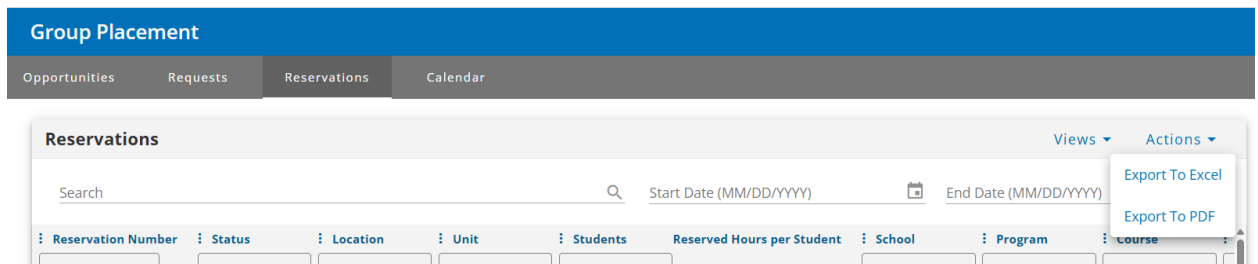 Group Placement
Opportunities Requests Reservations Calendar
Reservations Views Actions
Export To Excel
Search Start Date (MM/DD/YYYY) End Date (MM/DD/YYYY)
Export To PDF
Reservation Number Status Location Unit Students Reserved Hours per Student School Program Course